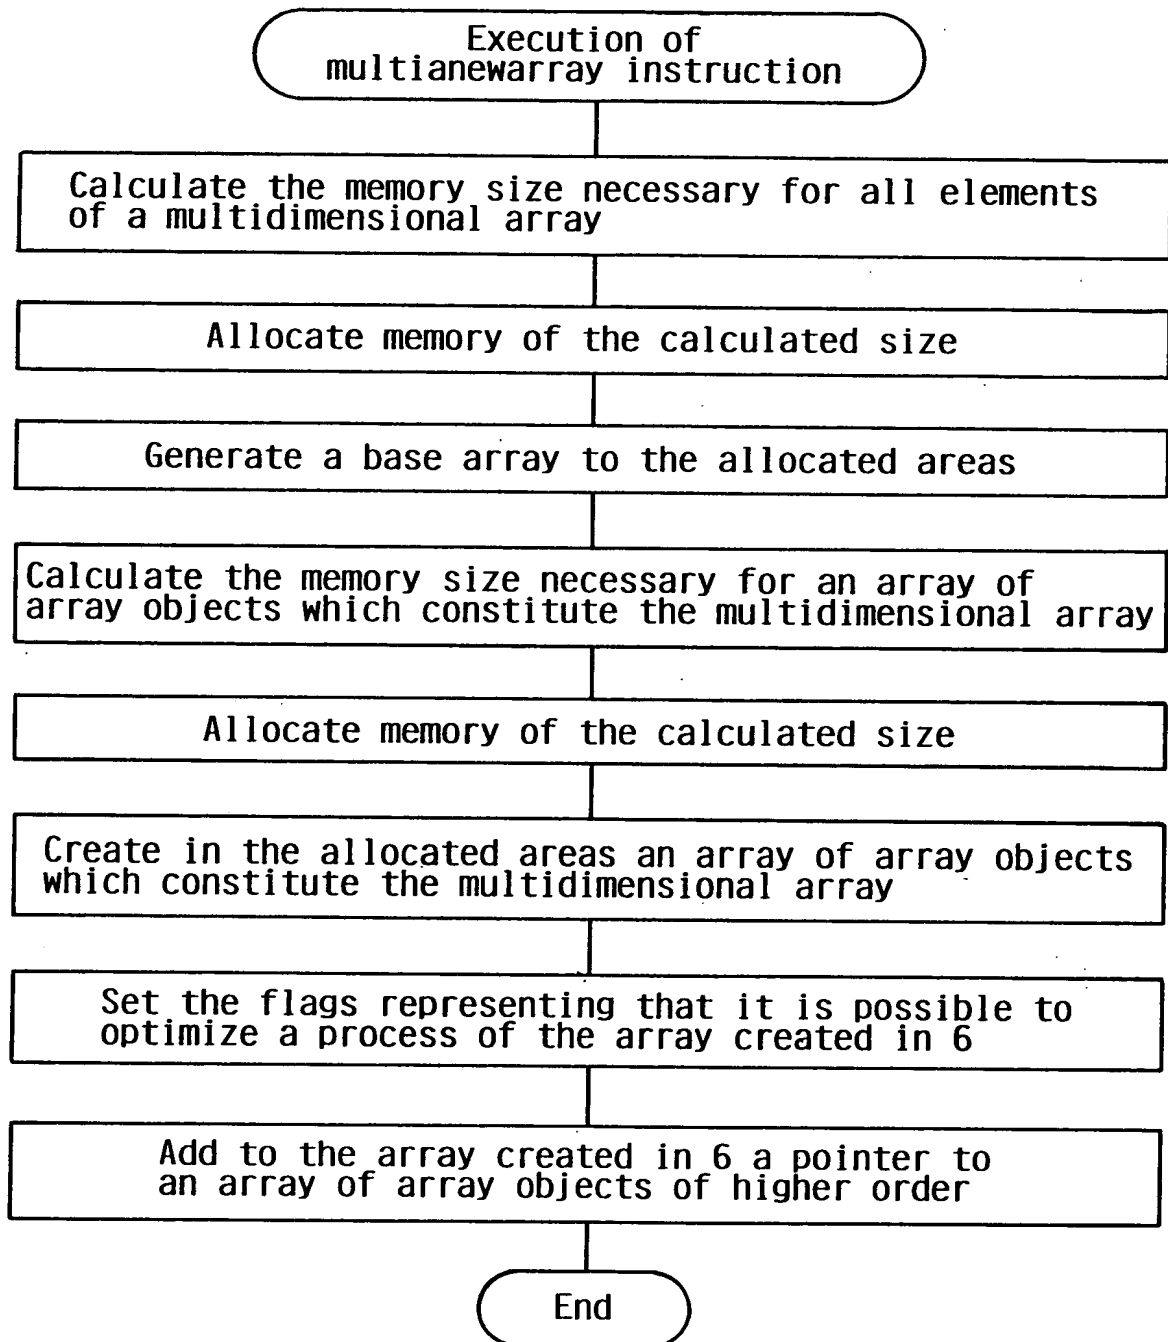 Execution of
multianewarray instruction
Calculate the memory size necessary for all elements
of a multidimensional array
Allocate memory of the calculated size
Generate a base array to the allocated areas
Calculate the memory size necessary for an array of
array objects which constitute the multidimensional array
Allocate memory of the calculated size
Create in the allocated areas an array of array objects
which constitute the multidimensional array
Set the flags representing that it is possible to
optimize a process of the array created in 6
Add to the array created in 6 a pointer to
an array of array objects of higher order
End